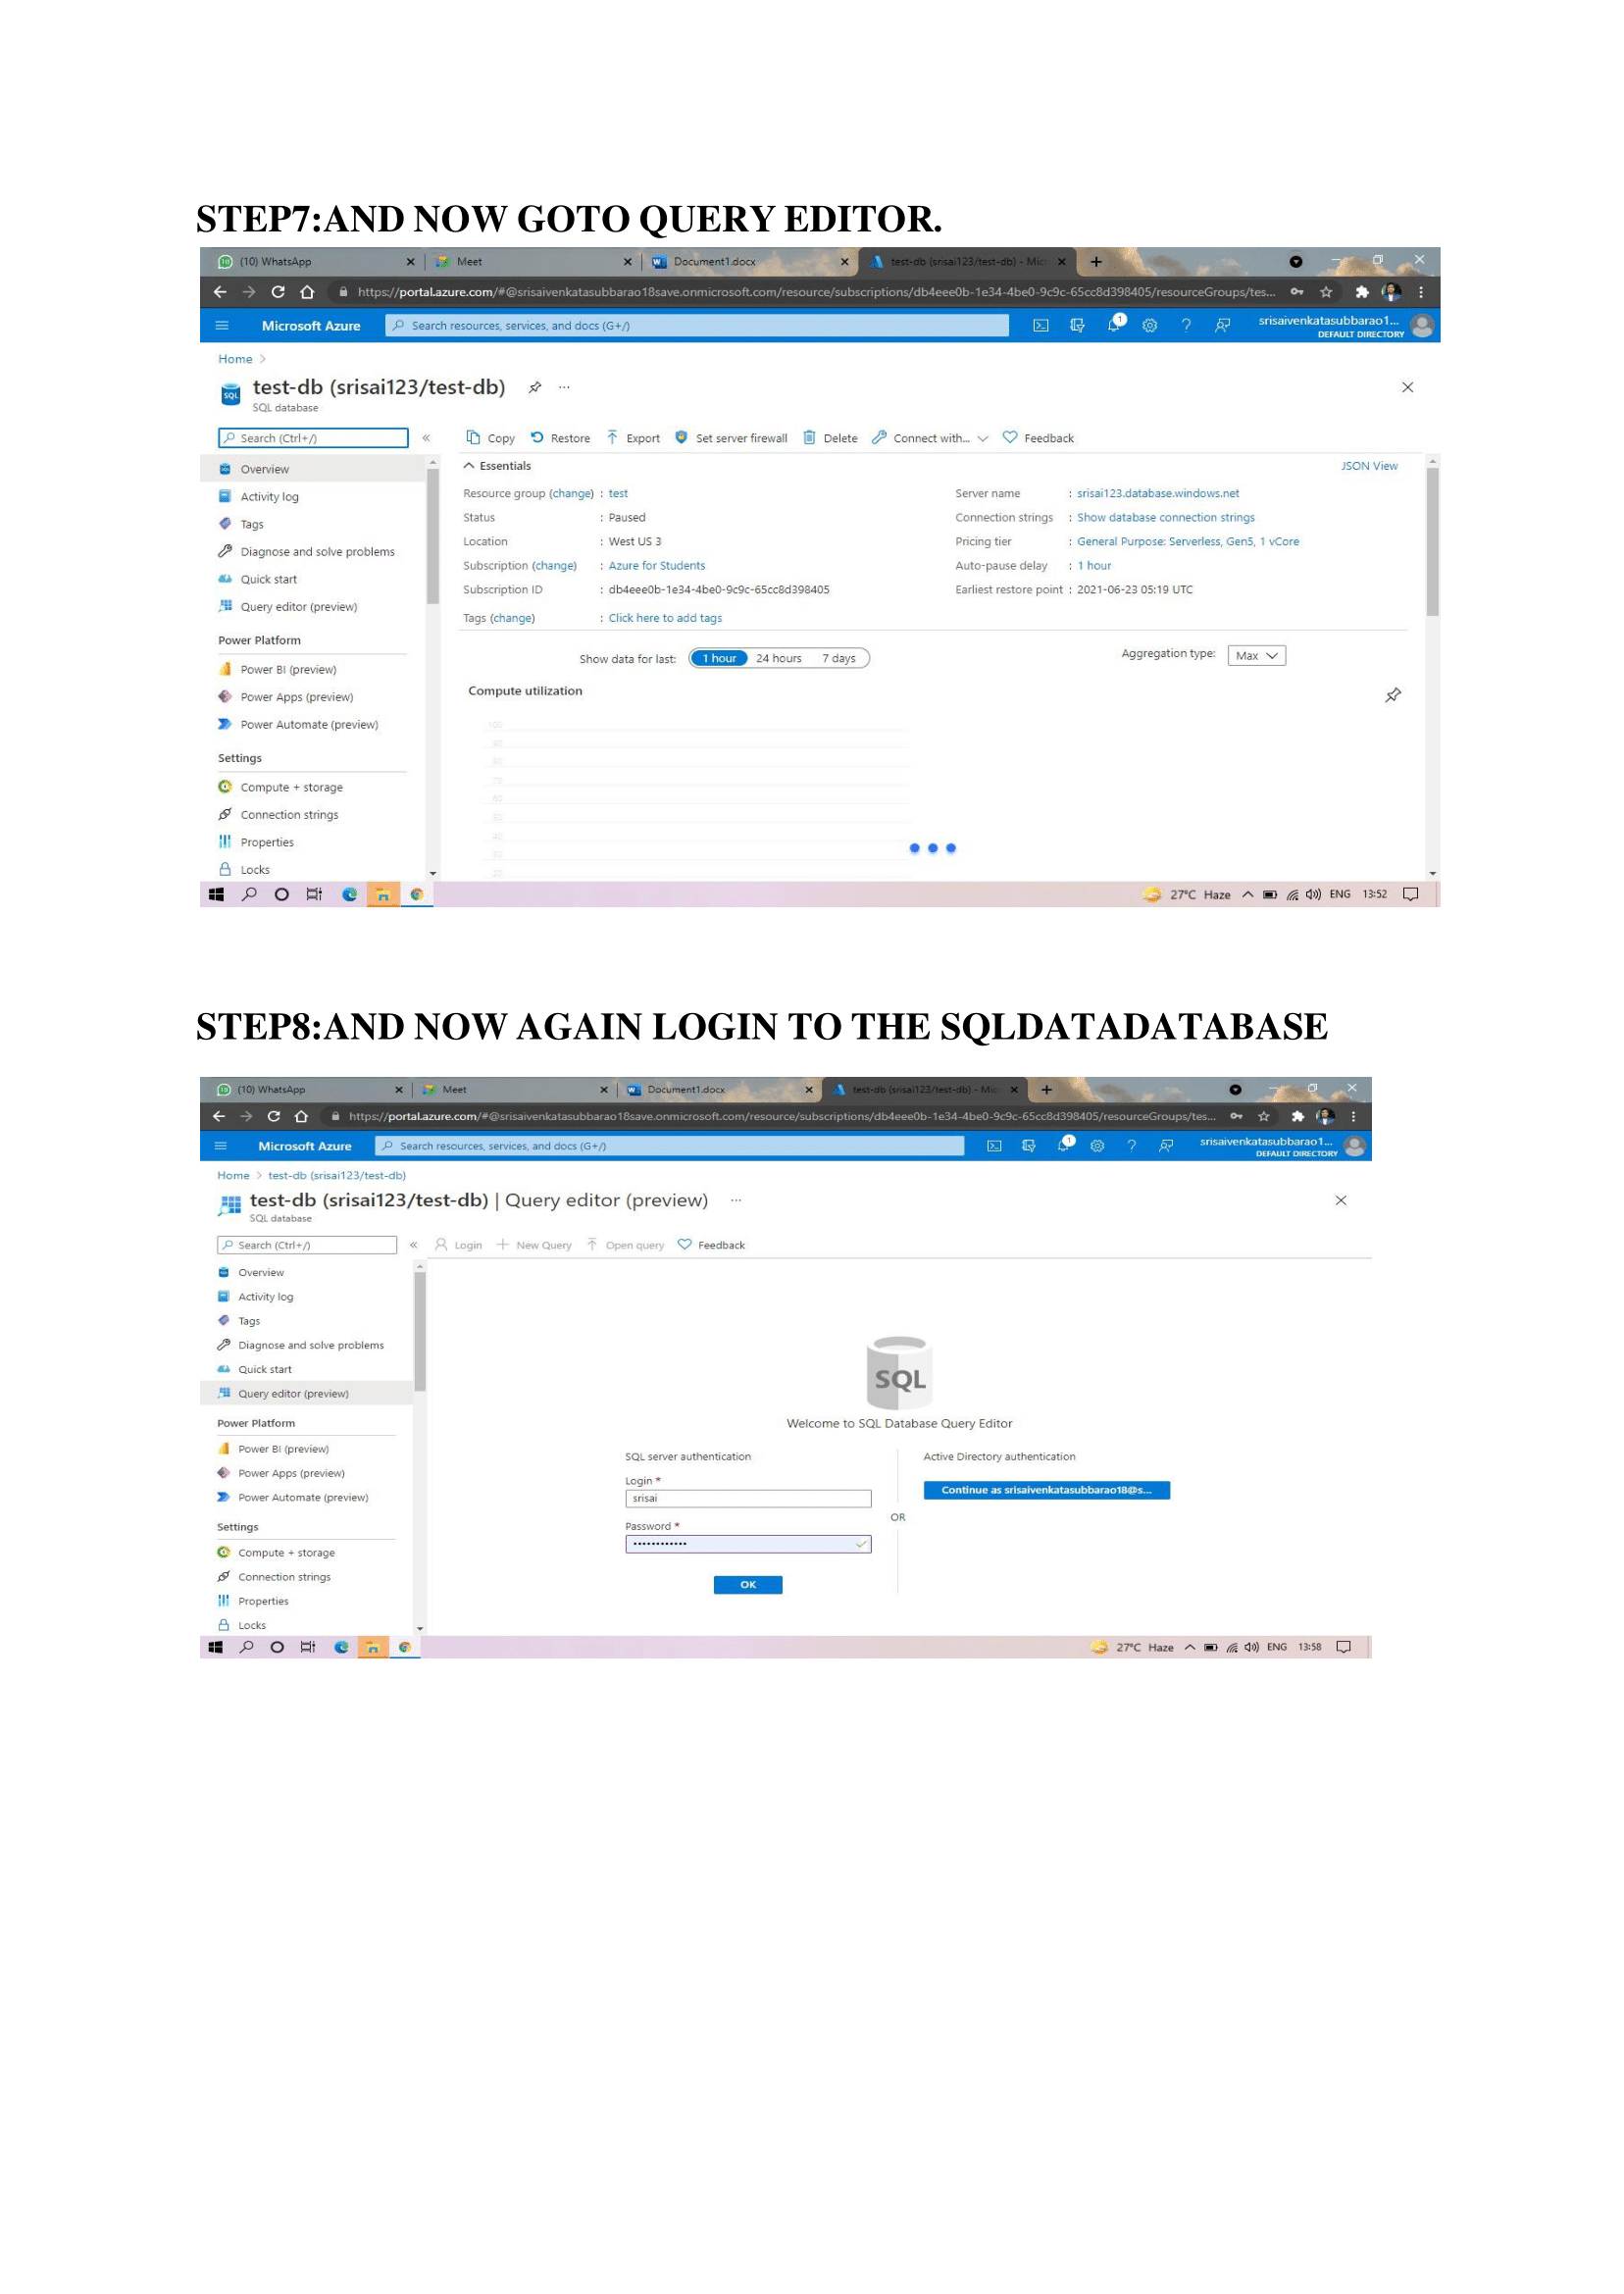 STEP7:AND NOW GOTO QUERY EDITOR.
(10) WhatsApp Meet Document1.docx test-db (srisai123/test-db) - Mic
https://portal.azure.com/#@srisaivenkatasubbarao18save.onmicrosoft.com/resource/subscriptions/db4eee0b-1e34-4be0-9c9c-65cc8d398405/resourceGroups/tes...
Microsoft Azure Search resources, services, and docs (G+/) 1 srisaivenkatasubbarao1...
DEFAULT DIRECTORY
Home >
test-db (srisai123/test-db) ...
SQL database
Search (Ctrl+/) « Copy Restore Export Set server firewall Delete Connect with... Feedback
Overview
Activity log
Tags
Diagnose and solve problems
Quick start
Query editor (preview)
Power Platform
Power BI (preview)
Power Apps (preview)
Power Automate (preview)
Settings
Compute + storage
Connection strings
Properties
Locks
Essentials JSON View
Resource group (change) : test
Status : Paused
Location : West US 3
Subscription (change) : Azure for Students
Subscription ID : db4eee0b-1e34-4be0-9c9c-65cc8d398405
Tags (change) : Click here to add tags
Server name : srisai123.database.windows.net
Connection strings : Show database connection strings
Pricing tier : General Purpose: Serverless, Gen5, 1 vCore
Auto-pause delay : 1 hour
Earliest restore point : 2021-06-23 05:19 UTC
Show data for last: 1 hour 24 hours 7 days Aggregation type: Max
Compute utilization
100
90
80
70
60
50
40
30
20
27°C Haze ENG 13:52
STEP8:AND NOW AGAIN LOGIN TO THE SQLDATADATABASE
(10) WhatsApp Meet Document1.docx test-db (srisai123/test-db) - Mic
https://portal.azure.com/#@srisaivenkatasubbarao18save.onmicrosoft.com/resource/subscriptions/db4eee0b-1e34-4be0-9c9c-65cc8d398405/resourceGroups/tes...
Microsoft Azure Search resources, services, and docs (G+/) 1 srisaivenkatasubbarao1...
DEFAULT DIRECTORY
Home > test-db (srisai123/test-db)
test-db (srisai123/test-db) | Query editor (preview) ...
SQL database
Search (Ctrl+/) « Login New Query Open query Feedback
Overview
Activity log
Tags
Diagnose and solve problems
Quick start
Query editor (preview)
Power Platform
Power BI (preview)
Power Apps (preview)
Power Automate (preview)
Settings
Compute + storage
Connection strings
Properties
Locks
SQL
Welcome to SQL Database Query Editor
SQL server authentication
Login *
srisai
Password *
••••••••••••
OK
OR
Active Directory authentication
Continue as srisaivenkatasubbarao18@s...
27°C Haze ENG 13:58